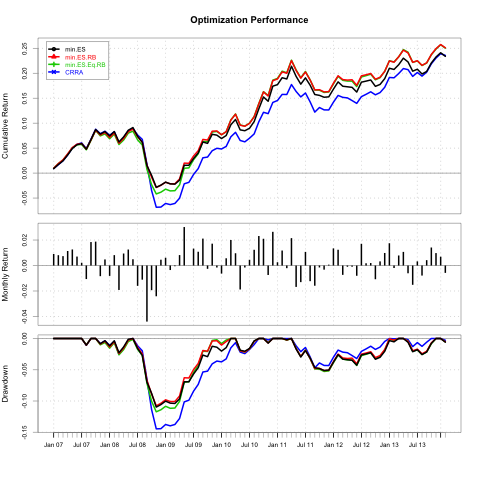 Optimization Performance
Cumulative Return
0.25
0.20
0.15
0.10
0.05
0.00
-0.05
min.ES
min.ES.RB
min.ES.Eq.RB
CRRA
Monthly Return
0.02
0.00
-0.02
-0.04
Drawdown
0.00
-0.05
-0.10
-0.15
Jan 07 Jul 07 Jan 08 Jul 08 Jan 09 Jul 09 Jan 10 Jul 10 Jan 11 Jul 11 Jan 12 Jul 12 Jan 13 Jul 13